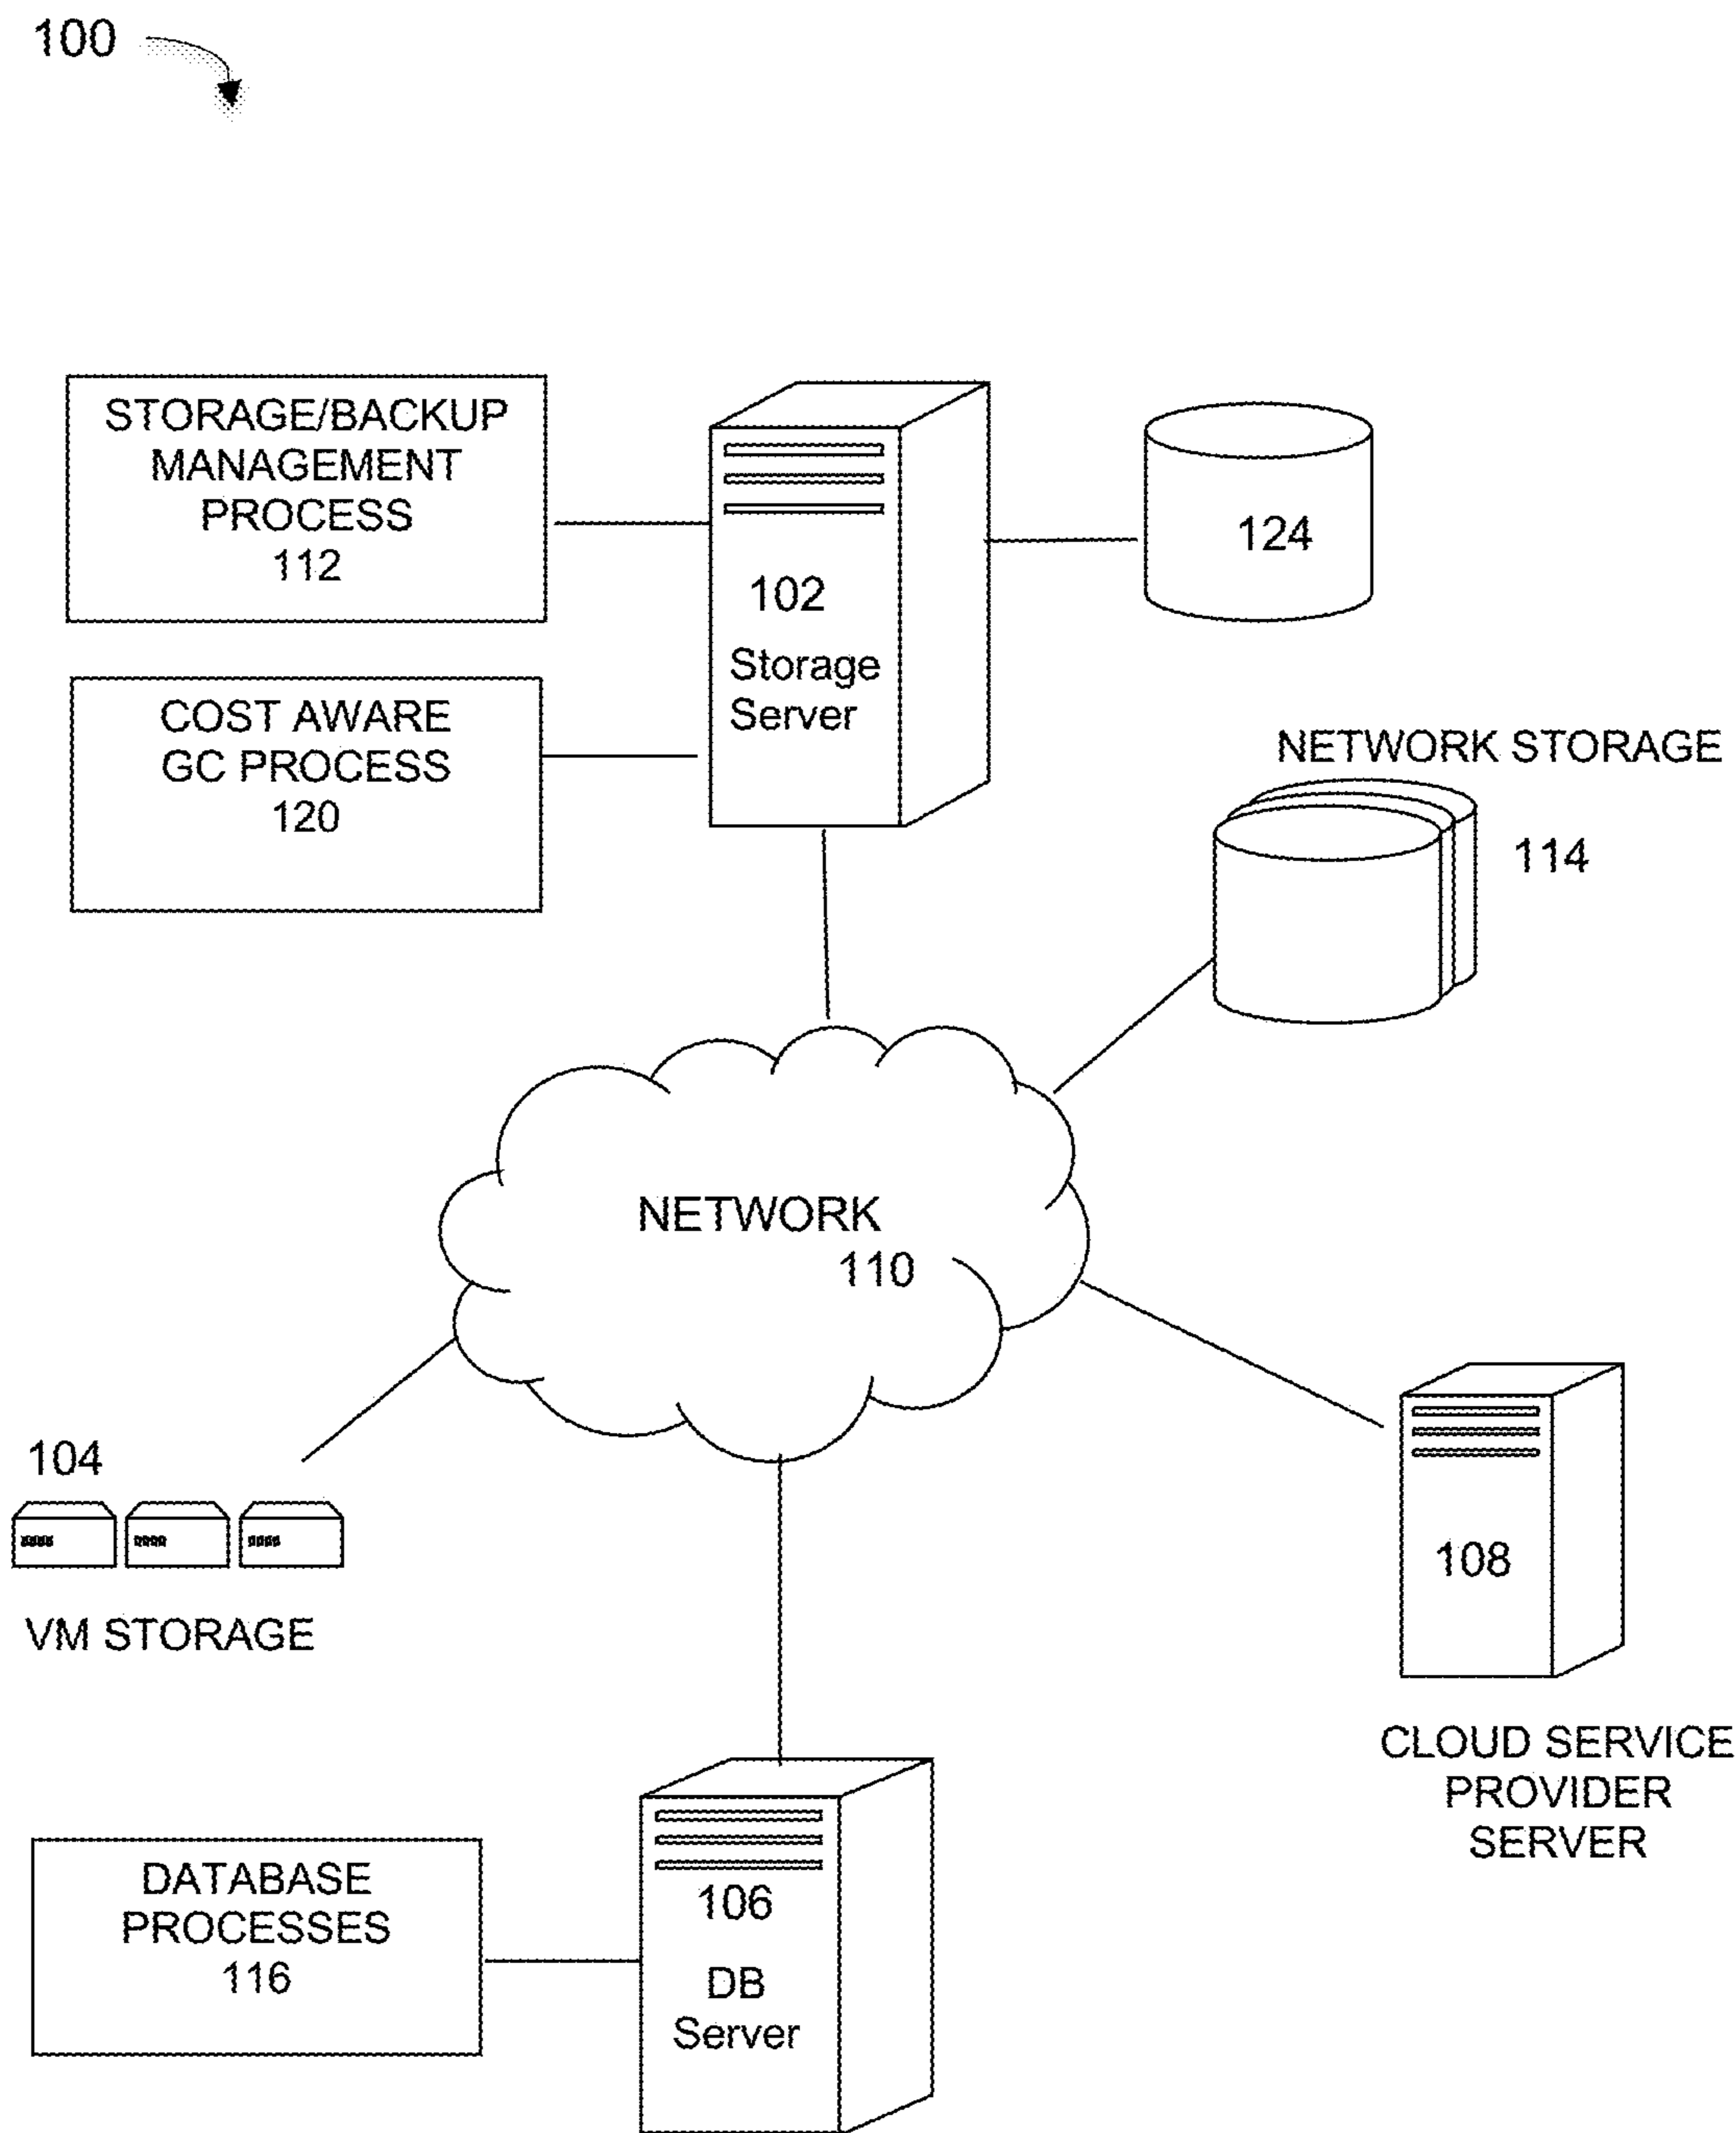 100
STORAGE/BACKUP
MANAGEMENT
PROCESS
112
102
Storage
Server
124
COST AWARE
GC PROCESS
120
NETWORK STORAGE
114
NETWORK
110
104
VM STORAGE
108
CLOUD SERVICE
PROVIDER
SERVER
DATABASE
PROCESSES
116
106
DB
Server